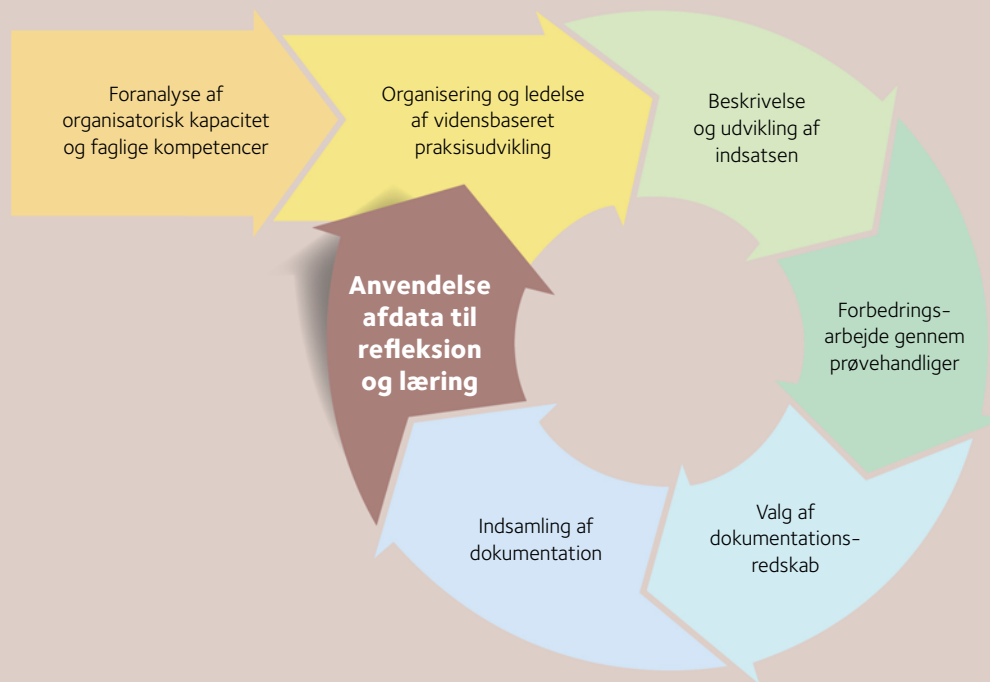 Foranalyse af
organisatorisk kapacitet
og faglige kompetencer
Organisering og ledelse
af vidensbaseret
praksisudvikling
Beskrivelse
og udvikling af
indsatsen
Forbedrings-
arbejde gennem
prøvehandliger
Valg af
dokumentations-
redskab
Indsamling af
dokumentation
Anvendelse
afdata til
refleksion
og læring